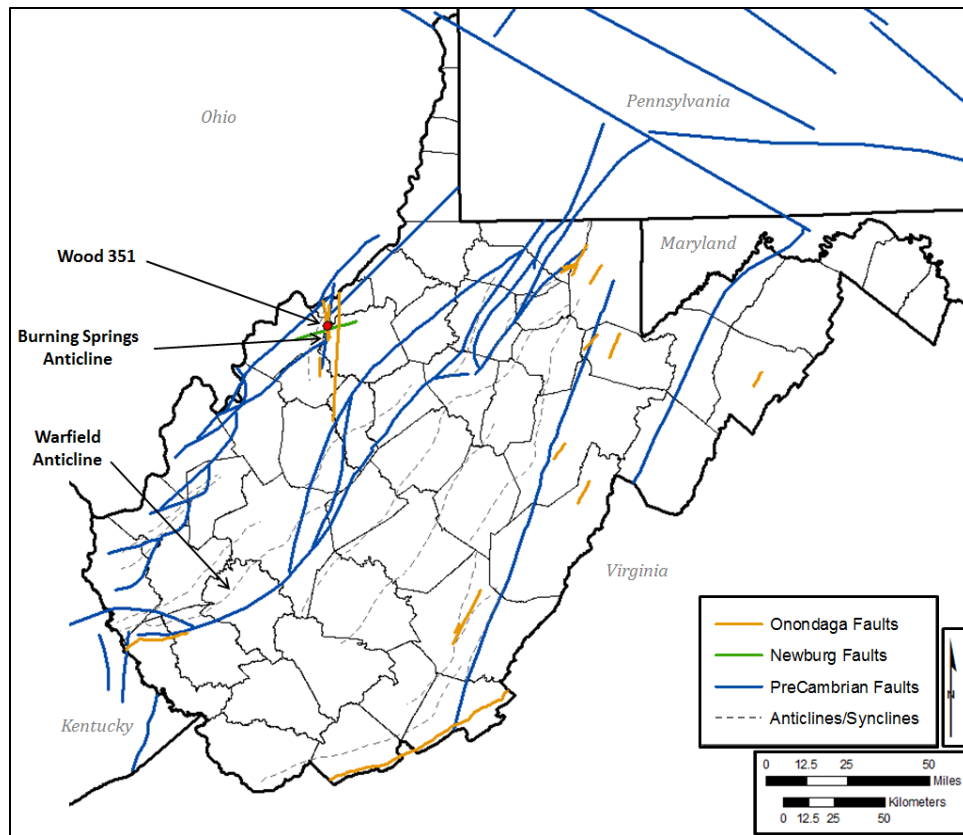 Ohio
Pennsylvania
Maryland
Wood 351
Burning Springs
Anticline
Warfield
Anticline
Virginia
Kentucky
Onondaga Faults
Newburg Faults
PreCambrian Faults
Anticlines/Synclines
N
0 12.5 25 50
Miles
Kilometers
0 12.5 25 50